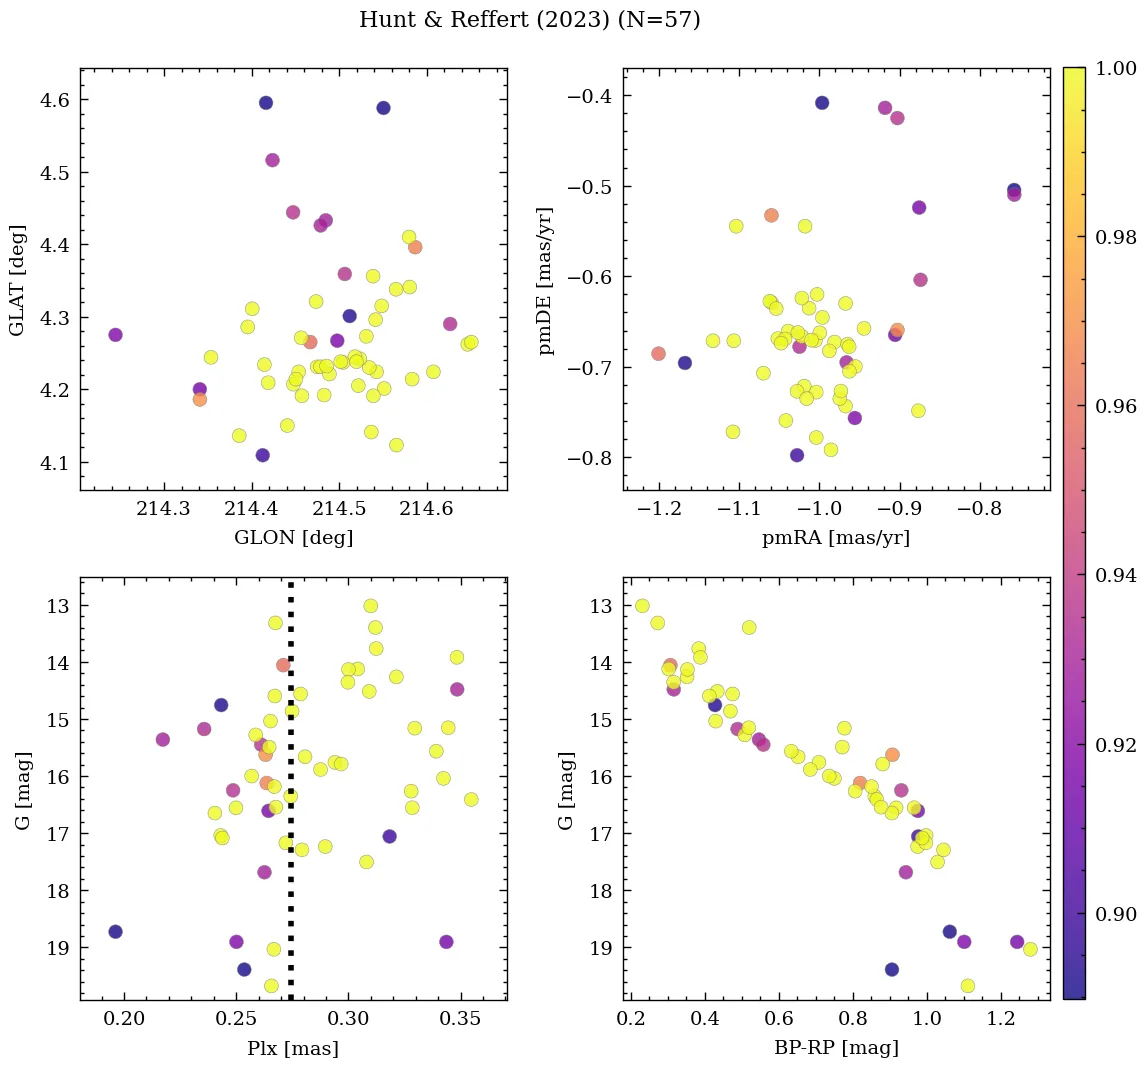 Hunt & Reffert (2023) (N=57)
4.6
4.5
4.4
4.3
4.2
4.1
GLAT [deg]
214.3 214.4 214.5 214.6
GLON [deg]
−0.4
−0.5
−0.6
−0.7
−0.8
pmDE [mas/yr]
−1.2 −1.1 −1.0 −0.9 −0.8
pmRA [mas/yr]
13
14
15
16
17
18
19
G [mag]
0.20 0.25 0.30 0.35
Plx [mas]
13
14
15
16
17
18
19
G [mag]
0.2 0.4 0.6 0.8 1.0 1.2
BP-RP [mag]
1.00
0.98
0.96
0.94
0.92
0.90